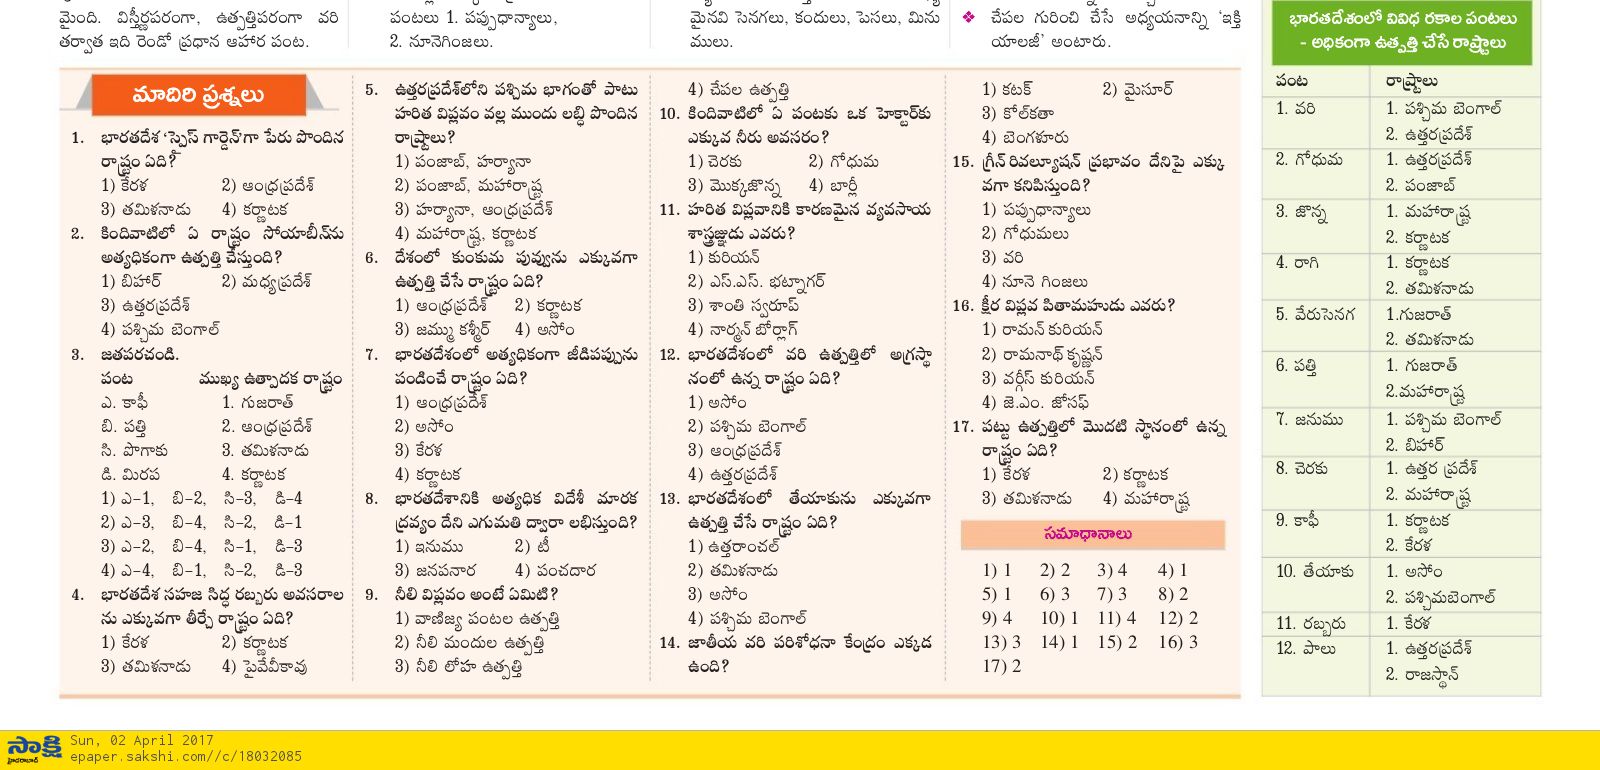 మైంది. విస్తీర్ణపరంగా, ఉత్పత్తిపరంగా వరి
తర్వాత ఇది రెండో ప్రధాన ఆహార పంట.
పంటలు 1. పప్పుధాన్యాలు,
2. నూనెగింజలు.
మైనవి సెనగలు, కందులు, పెసలు, మిను
ములు.
❖ చేపల గురించి చేసే అధ్యయనాన్ని ‘ఇక్తి
యాలజీ’ అంటారు.
మాదిరి ప్రశ్నలు
1. భారతదేశ ‘స్పైస్ గార్డెన్’గా పేరు పొందిన
రాష్ట్రం ఏది?
1) కేరళ 2) ఆంధ్రప్రదేశ్
3) తమిళనాడు 4) కర్ణాటక
2. కిందివాటిలో ఏ రాష్ట్రం సోయాబీన్‌ను
అత్యధికంగా ఉత్పత్తి చేస్తుంది?
1) బిహార్ 2) మధ్యప్రదేశ్
3) ఉత్తరప్రదేశ్
4) పశ్చిమ బెంగాల్
3. జతపరచండి.
పంట ముఖ్య ఉత్పాదక రాష్ట్రం
ఎ. కాఫీ 1. గుజరాత్
బి. పత్తి 2. ఆంధ్రప్రదేశ్
సి. పొగాకు 3. తమిళనాడు
డి. మిరప 4. కర్ణాటక
1) ఎ–1, బి–2, సి–3, డి–4
2) ఎ–3, బి–4, సి–2, డి–1
3) ఎ–2, బి–4, సి–1, డి–3
4) ఎ–4, బి–1, సి–2, డి–3
4. భారతదేశ సహజ సిద్ధ రబ్బరు అవసరాల
ను ఎక్కువగా తీర్చే రాష్ట్రం ఏది?
1) కేరళ 2) కర్ణాటక
3) తమిళనాడు 4) పైవేవీకావు
5. ఉత్తరప్రదేశ్‌లోని పశ్చిమ భాగంతో పాటు
హరిత విప్లవం వల్ల ముందు లబ్ధి పొందిన
రాష్ట్రాలు?
1) పంజాబ్, హర్యానా
2) పంజాబ్, మహారాష్ట్ర
3) హర్యానా, ఆంధ్రప్రదేశ్
4) మహారాష్ట్ర, కర్ణాటక
6. దేశంలో కుంకుమ పువ్వును ఎక్కువగా
ఉత్పత్తి చేసే రాష్ట్రం ఏది?
1) ఆంధ్రప్రదేశ్ 2) కర్ణాటక
3) జమ్ము కశ్మీర్ 4) అసోం
7. భారతదేశంలో అత్యధికంగా జీడిపప్పును
పండించే రాష్ట్రం ఏది?
1) ఆంధ్రప్రదేశ్
2) అసోం
3) కేరళ
4) కర్ణాటక
8. భారతదేశానికి అత్యధిక విదేశీ మారక
ద్రవ్యం దేని ఎగుమతి ద్వారా లభిస్తుంది?
1) ఇనుము 2) టీ
3) జనపనార 4) పంచదార
9. నీలి విప్లవం అంటే ఏమిటి?
1) వాణిజ్య పంటల ఉత్పత్తి
2) నీలి మందుల ఉత్పత్తి
3) నీలి లోహ ఉత్పత్తి
4) చేపల ఉత్పత్తి
10. కిందివాటిలో ఏ పంటకు ఒక హెక్టార్‌కు
ఎక్కువ నీరు అవసరం?
1) చెరకు 2) గోధుమ
3) మొక్కజొన్న 4) బార్లీ
11. హరిత విప్లవానికి కారణమైన వ్యవసాయ
శాస్త్రజ్ఞుడు ఎవరు?
1) కురియన్
2) ఎస్.ఎస్. భట్నాగర్
3) శాంతి స్వరూప్
4) నార్మన్ బోర్లాగ్
12. భారతదేశంలో వరి ఉత్పత్తిలో అగ్రస్థా
నంలో ఉన్న రాష్ట్రం ఏది?
1) అసోం
2) పశ్చిమ బెంగాల్
3) ఆంధ్రప్రదేశ్
4) ఉత్తరప్రదేశ్
13. భారతదేశంలో తేయాకును ఎక్కువగా
ఉత్పత్తి చేసే రాష్ట్రం ఏది?
1) ఉత్తరాంచల్
2) తమిళనాడు
3) అసోం
4) పశ్చిమ బెంగాల్
14. జాతీయ వరి పరిశోధనా కేంద్రం ఎక్కడ
ఉంది?
1) కటక్ 2) మైసూర్
3) కోల్‌కతా
4) బెంగళూరు
15. గ్రీన్ రివల్యూషన్ ప్రభావం దేనిపై ఎక్కు
వగా కనిపిస్తుంది?
1) పప్పుధాన్యాలు
2) గోధుమలు
3) వరి
4) నూనె గింజలు
16. క్షీర విప్లవ పితామహుడు ఎవరు?
1) రామన్ కురియన్
2) రామనాథ్ కృష్ణన్
3) వర్గీస్ కురియన్
4) జె.ఎం. జోసఫ్
17. పట్టు ఉత్పత్తిలో మొదటి స్థానంలో ఉన్న
రాష్ట్రం ఏది?
1) కేరళ 2) కర్ణాటక
3) తమిళనాడు 4) మహారాష్ట్ర
సమాధానాలు
1) 1 2) 2 3) 4 4) 1
5) 1 6) 3 7) 3 8) 2
9) 4 10) 1 11) 4 12) 2
13) 3 14) 1 15) 2 16) 3
17) 2
భారతదేశంలో వివిధ రకాల పంటలు
- అధికంగా ఉత్పత్తి చేసే రాష్ట్రాలు
పంట రాష్ట్రాలు
1. వరి 1. పశ్చిమ బెంగాల్
2. ఉత్తరప్రదేశ్
2. గోధుమ 1. ఉత్తరప్రదేశ్
2. పంజాబ్
3. జొన్న 1. మహారాష్ట్ర
2. కర్ణాటక
4. రాగి 1. కర్ణాటక
2. తమిళనాడు
5. వేరుసెనగ 1.గుజరాత్
2. తమిళనాడు
6. పత్తి 1. గుజరాత్
2.మహారాష్ట్ర
7. జనుము 1. పశ్చిమ బెంగాల్
2. బిహార్
8. చెరకు 1. ఉత్తర ప్రదేశ్
2. మహారాష్ట్ర
9. కాఫీ 1. కర్ణాటక
2. కేరళ
10. తేయాకు 1. అసోం
2. పశ్చిమబెంగాల్
11. రబ్బరు 1. కేరళ
12. పాలు 1. ఉత్తరప్రదేశ్
2. రాజస్థాన్
సాక్షి
హైదరాబాద్
Sun, 02 April 2017
epaper.sakshi.com//c/18032085